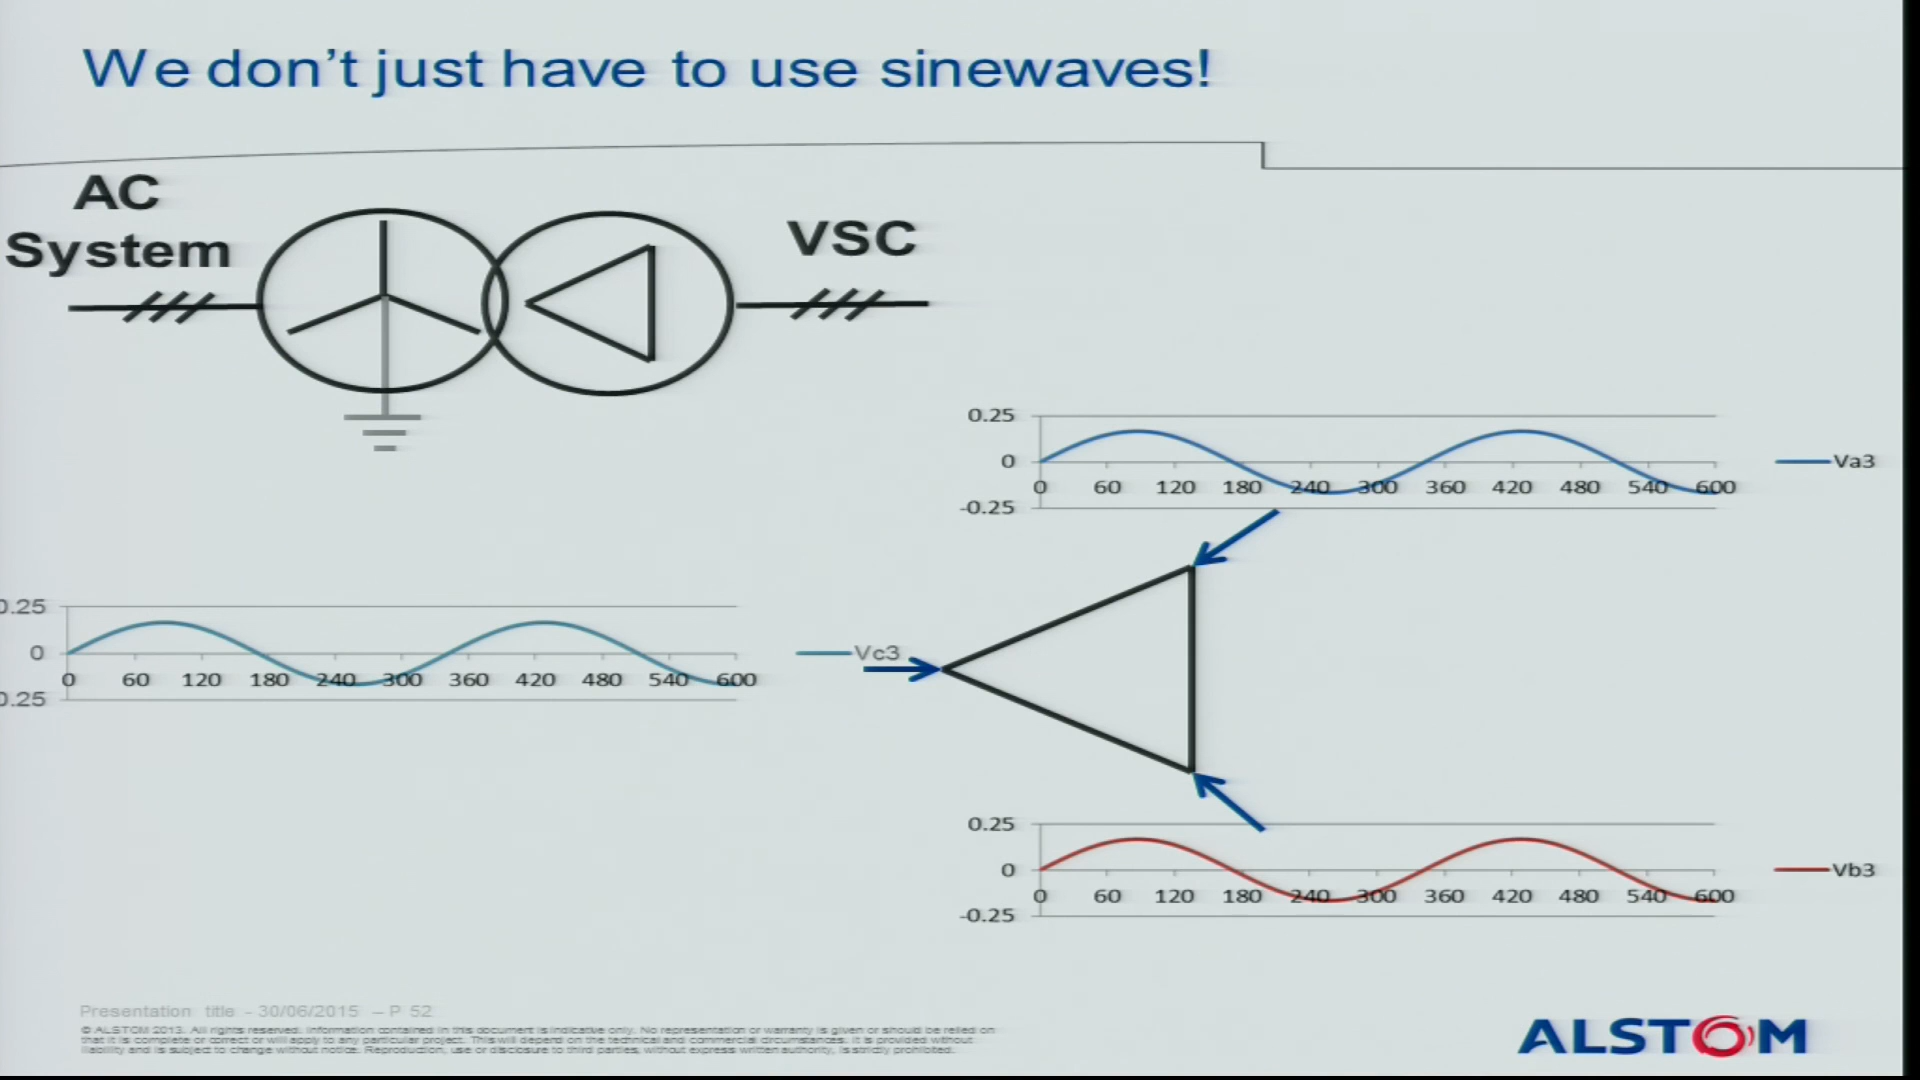 We don't just have to use sinewaves!
AC
System
VSC
0.25
0
-0.25
0 60 120 180 240 300 360 420 480 540 600
Va3
0.25
0
0.25
0 60 120 180 240 300 360 420 480 540 600
Vc3
0.25
0
-0.25
0 60 120 180 240 300 360 420 480 540 600
Vb3
Presentation title - 30/06/2015 – P 52
© ALSTOM 2013. All rights reserved. Information contained in this document is indicative only. No representation or warranty is given or should be relied on
that it is complete or correct or will apply to any particular project. This will depend on the technical and commercial circumstances. It is provided without
liability and is subject to change without notice. Reproduction, use or disclosure to third parties, without express written authority, is strictly prohibited.
ALSTOM